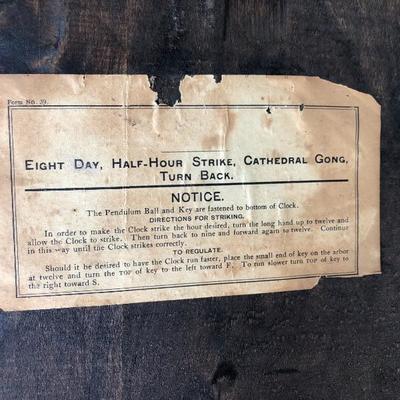 Form No. 39.
EIGHT DAY, HALF-HOUR STRIKE, CATHEDRAL GONG,
TURN BACK.
NOTICE.
The Pendulum Ball and Key are fastened to bottom of Clock.
DIRECTIONS FOR STRIKING.
In order to make the Clock strike the hour desired, turn the long hand up to twelve and
allow the Clock to strike. Then turn back to nine and forward again to twelve. Continue
in this way until the Clock strikes correctly.
TO REGULATE.
Should it be desired to have the Clock run faster, place the small end of key on the arbor
at twelve and turn the TOP of key to the left toward F. To run slower turn TOP of key to
the right toward S.